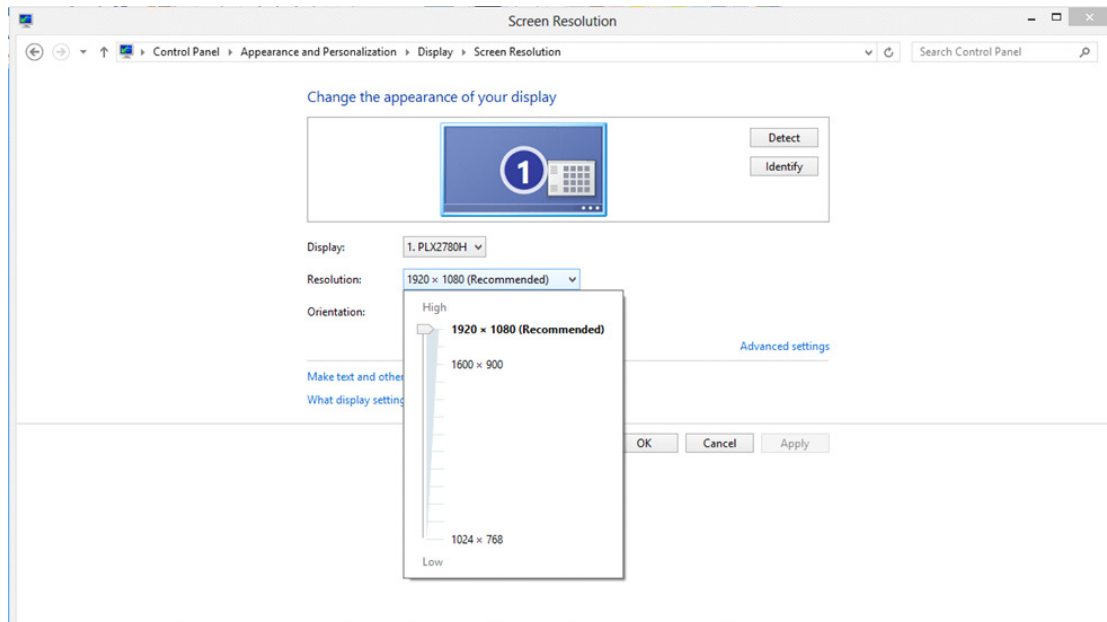 Screen Resolution
Control Panel Appearance and Personalization Display Screen Resolution
Search Control Panel
Change the appearance of your display
1
Detect
Identify
Display: 1. PLX2780H
Resolution: 1920 × 1080 (Recommended)
Orientation:
High
1920 × 1080 (Recommended)
1600 × 900
1024 × 768
Low
Advanced settings
Make text and other
What display setting
OK Cancel Apply